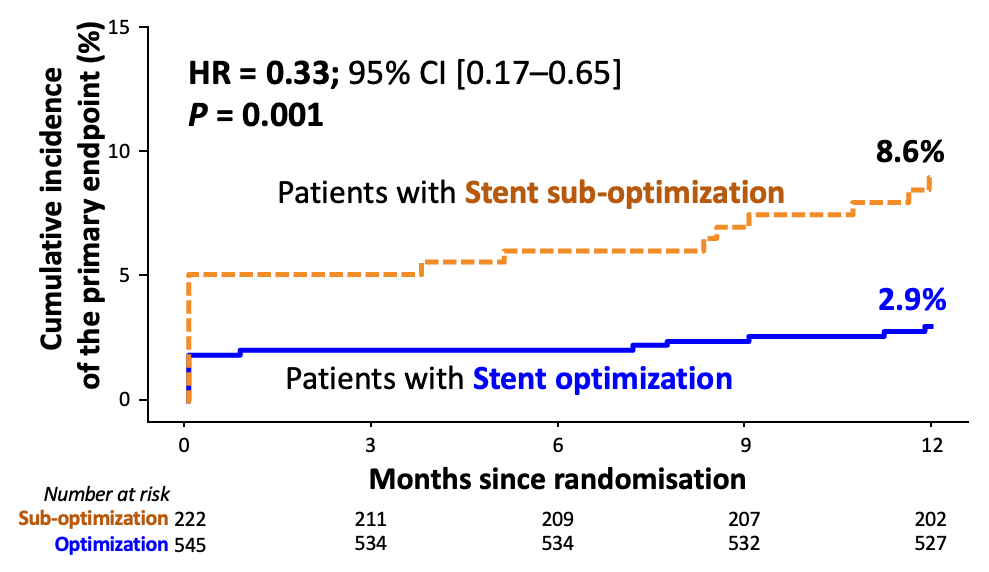 Cumulative incidence
of the primary endpoint (%)
15
10
5
0
HR = 0.33; 95% CI [0.17–0.65]
P = 0.001
8.6%
Patients with Stent sub-optimization
2.9%
Patients with Stent optimization
0 3 6 9 12
Months since randomisation
Number at risk
Sub-optimization 222 211 209 207 202
Optimization 545 534 534 532 527